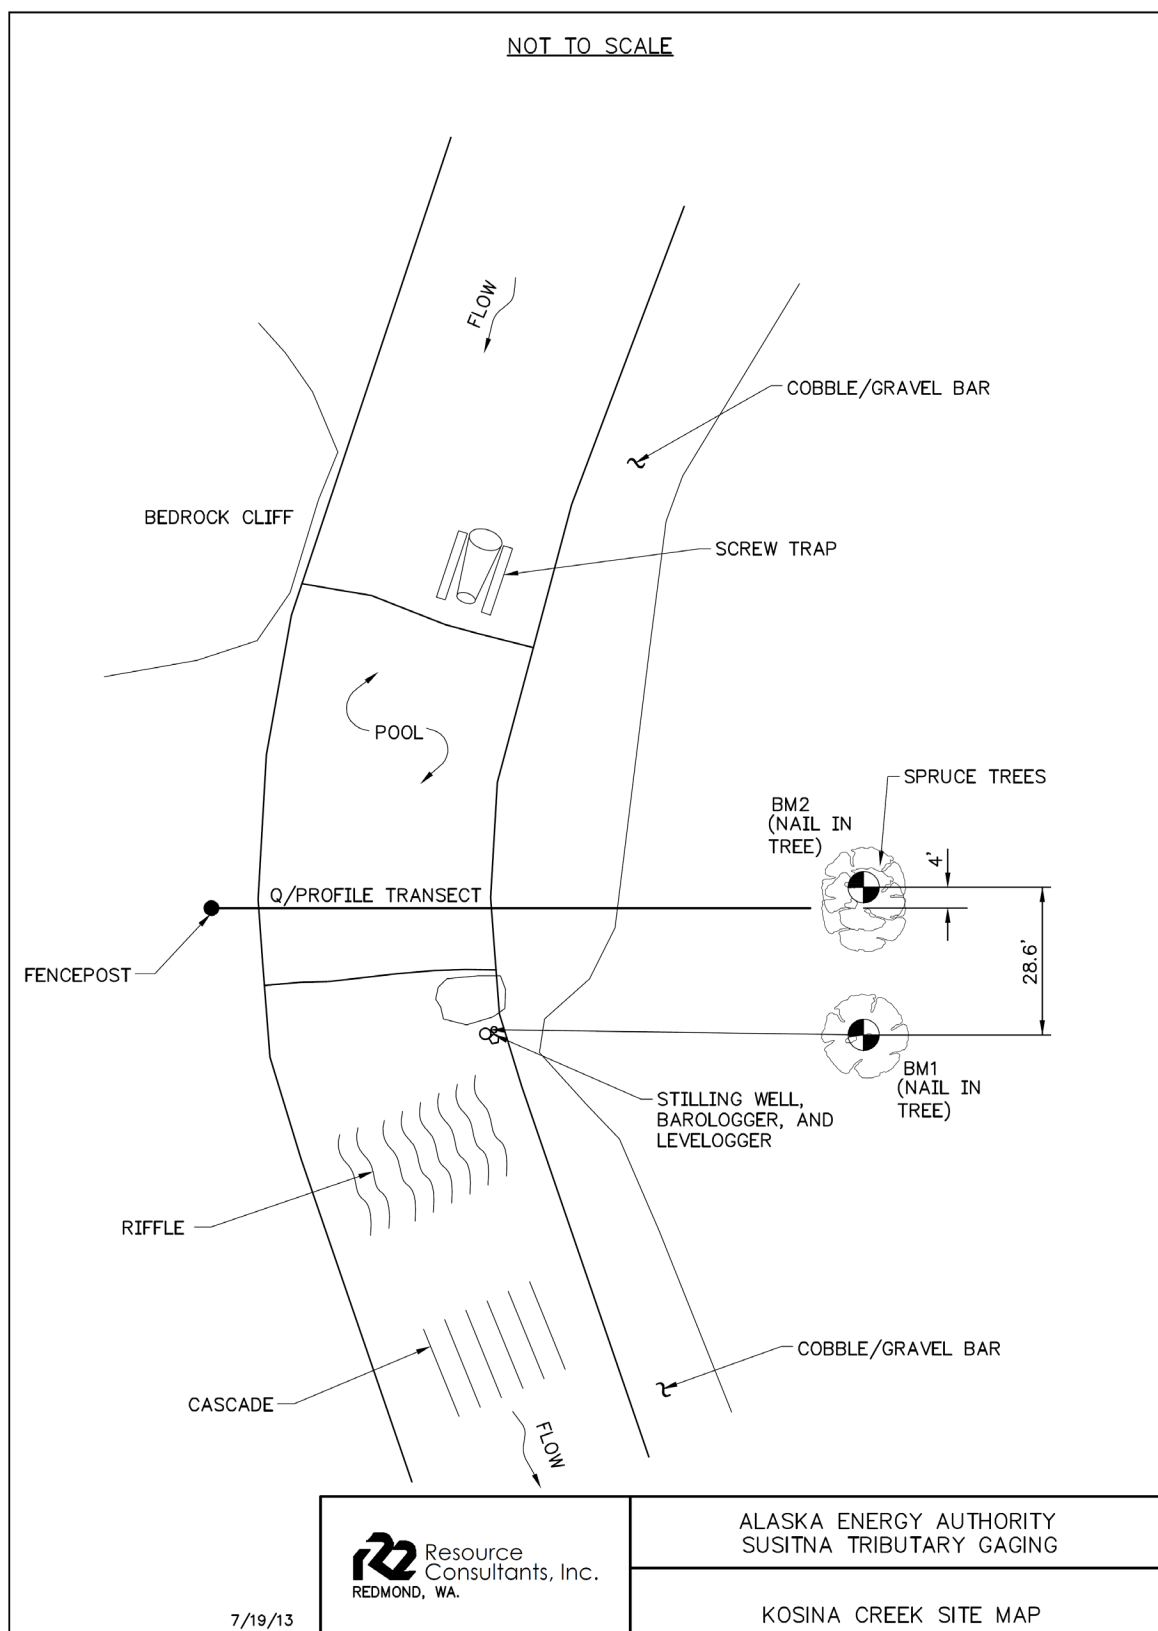 NOT TO SCALE
FLOW
COBBLE/GRAVEL BAR
BEDROCK CLIFF
SCREW TRAP
POOL
SPRUCE TREES
BM2
(NAIL IN
TREE)
4'
Q/PROFILE TRANSECT
28.6'
FENCEPOST
BM1
(NAIL IN
TREE)
STILLING WELL,
BAROLOGGER, AND
LEVELOGGER
RIFFLE
COBBLE/GRAVEL BAR
CASCADE
FLOW
R2 Resource
Consultants, Inc.
REDMOND, WA.
ALASKA ENERGY AUTHORITY
SUSITNA TRIBUTARY GAGING
KOSINA CREEK SITE MAP
7/19/13